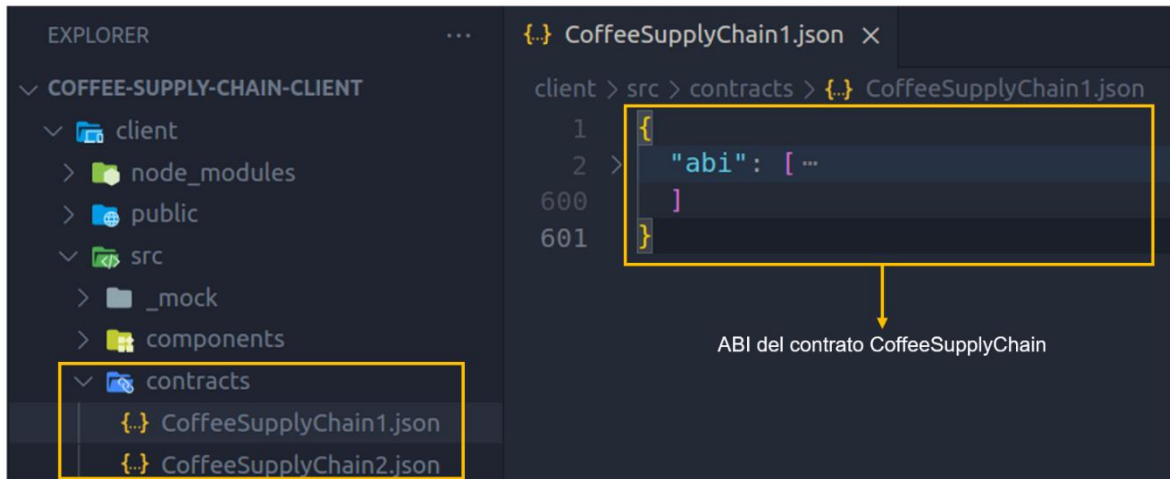 EXPLORER ...
COFFEE-SUPPLY-CHAIN-CLIENT
client
node_modules
public
src
_mock
components
contracts
{..} CoffeeSupplyChain1.json
{..} CoffeeSupplyChain2.json
{..} CoffeeSupplyChain1.json ×
client > src > contracts > {..} CoffeeSupplyChain1.json
1 {
2 > "abi": [ ⋯
600 ]
601 }
ABI del contrato CoffeeSupplyChain